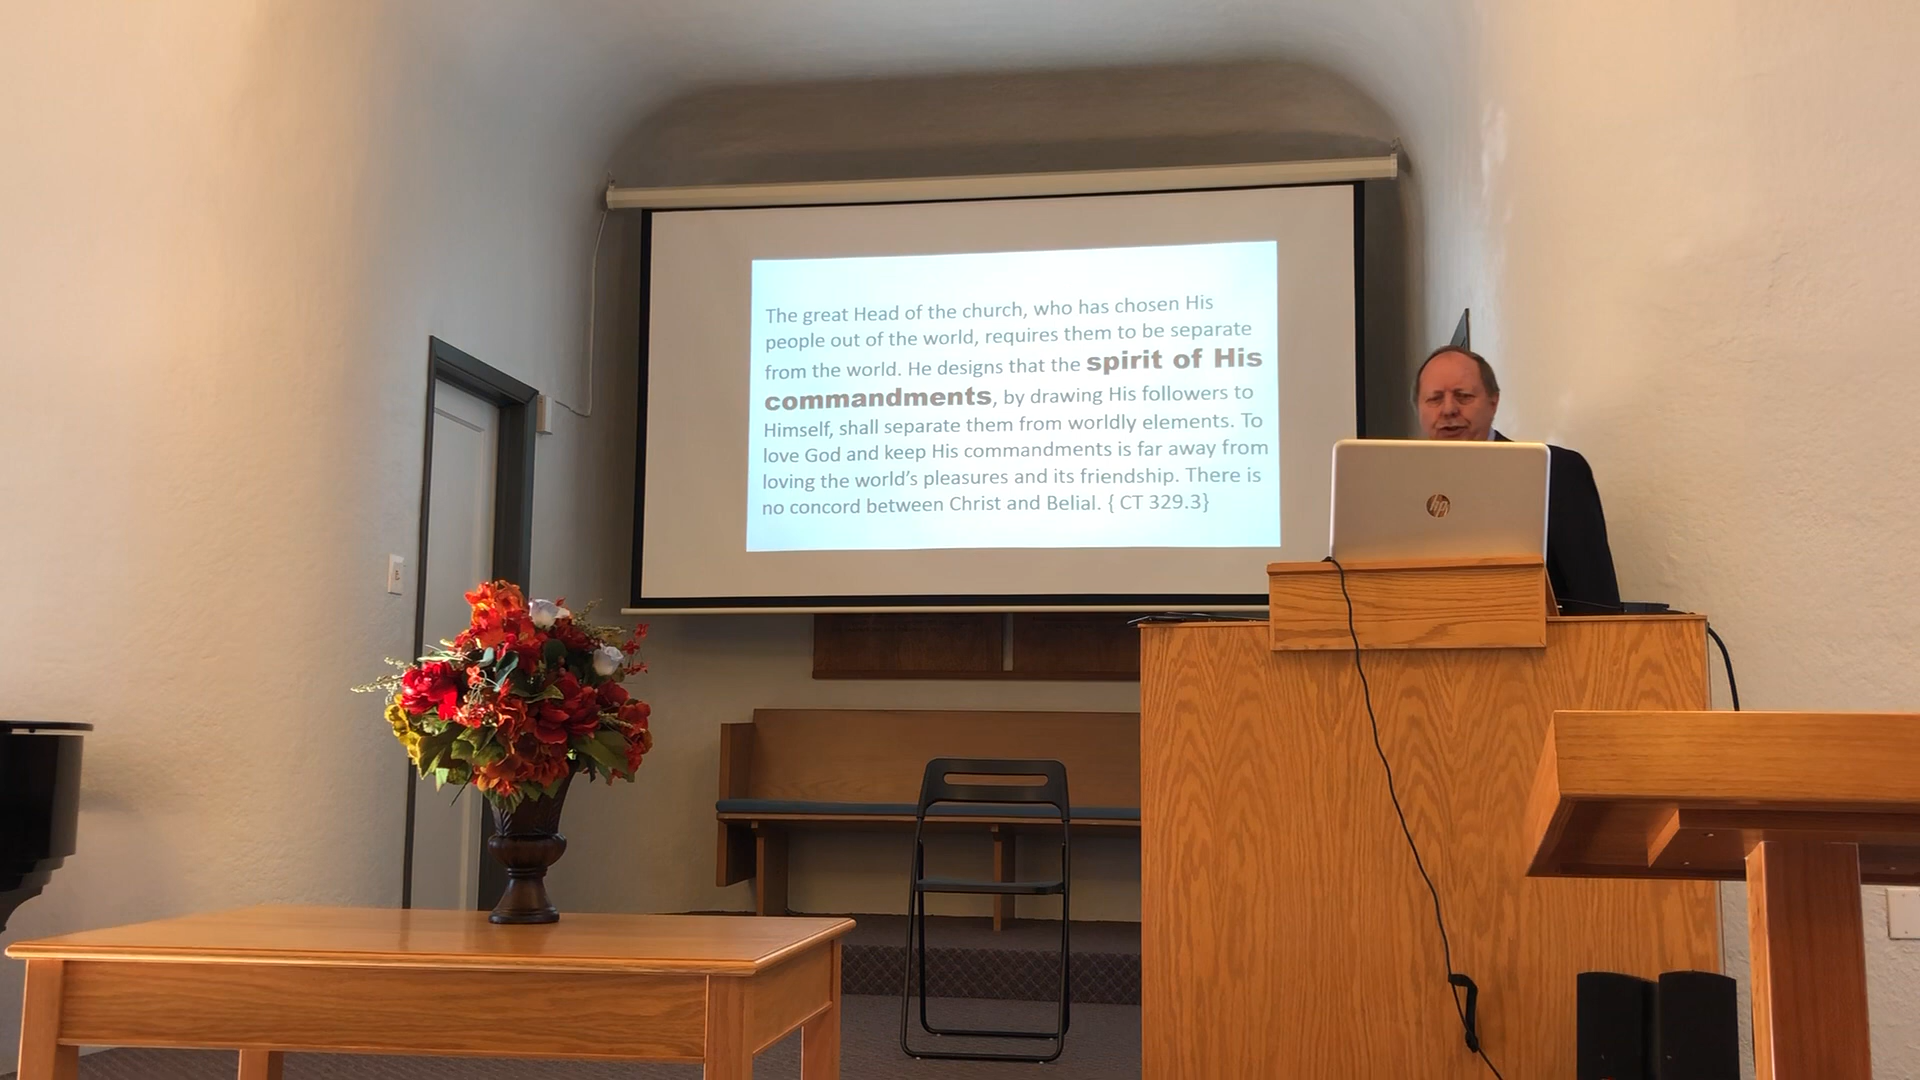 The great Head of the church, who has chosen His
people out of the world, requires them to be separate
from the world. He designs that the spirit of His
commandments, by drawing His followers to
Himself, shall separate them from worldly elements. To
love God and keep His commandments is far away from
loving the world’s pleasures and its friendship. There is
no concord between Christ and Belial. { CT 329.3}
hp